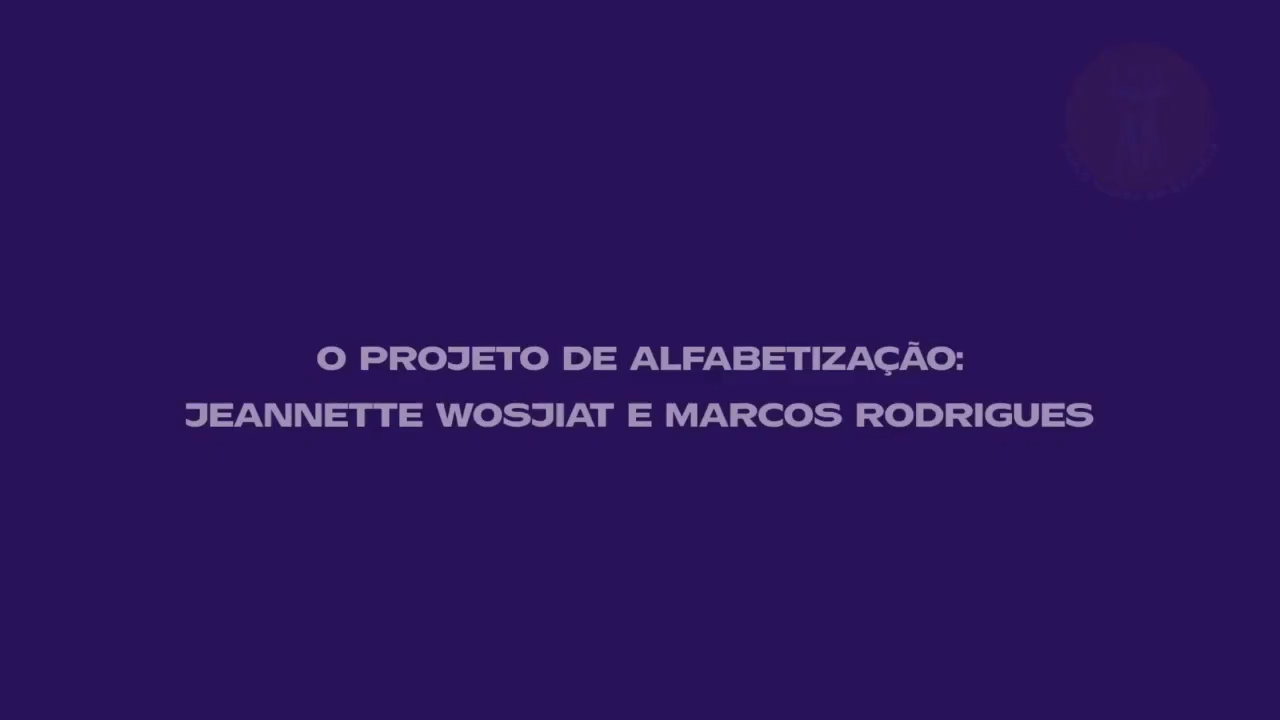 O PROJETO DE ALFABETIZAÇÃO:
JEANNETTE WOSJIAT E MARCOS RODRIGUES